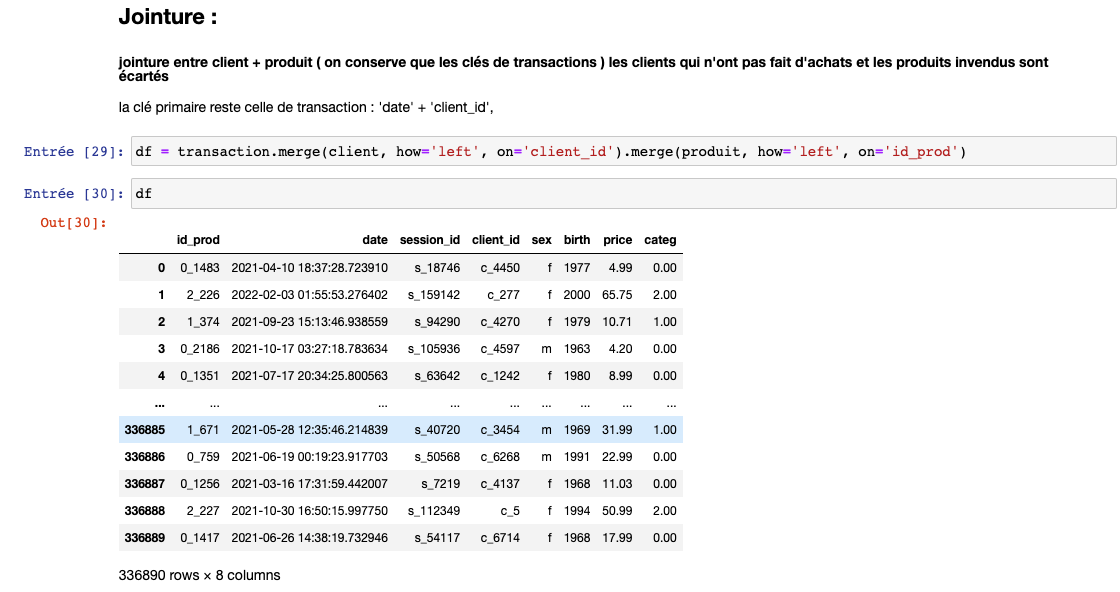 Jointure :
jointure entre client + produit ( on conserve que les clés de transactions ) les clients qui n'ont pas fait d'achats et les produits invendus sont
écartés
la clé primaire reste celle de transaction : 'date' + 'client_id',
Entrée [29]: df = transaction.merge(client, how='left', on='client_id').merge(produit, how='left', on='id_prod')
Entrée [30]: df
Out[30]:
id_prod date session_id client_id sex birth price categ
0 0_1483 2021-04-10 18:37:28.723910 s_18746 c_4450 f 1977 4.99 0.00
1 2_226 2022-02-03 01:55:53.276402 s_159142 c_277 f 2000 65.75 2.00
2 1_374 2021-09-23 15:13:46.938559 s_94290 c_4270 f 1979 10.71 1.00
3 0_2186 2021-10-17 03:27:18.783634 s_105936 c_4597 m 1963 4.20 0.00
4 0_1351 2021-07-17 20:34:25.800563 s_63642 c_1242 f 1980 8.99 0.00
... ... ... ... ... ... ... ... ...
336885 1_671 2021-05-28 12:35:46.214839 s_40720 c_3454 m 1969 31.99 1.00
336886 0_759 2021-06-19 00:19:23.917703 s_50568 c_6268 m 1991 22.99 0.00
336887 0_1256 2021-03-16 17:31:59.442007 s_7219 c_4137 f 1968 11.03 0.00
336888 2_227 2021-10-30 16:50:15.997750 s_112349 c_5 f 1994 50.99 2.00
336889 0_1417 2021-06-26 14:38:19.732946 s_54117 c_6714 f 1968 17.99 0.00
336890 rows × 8 columns